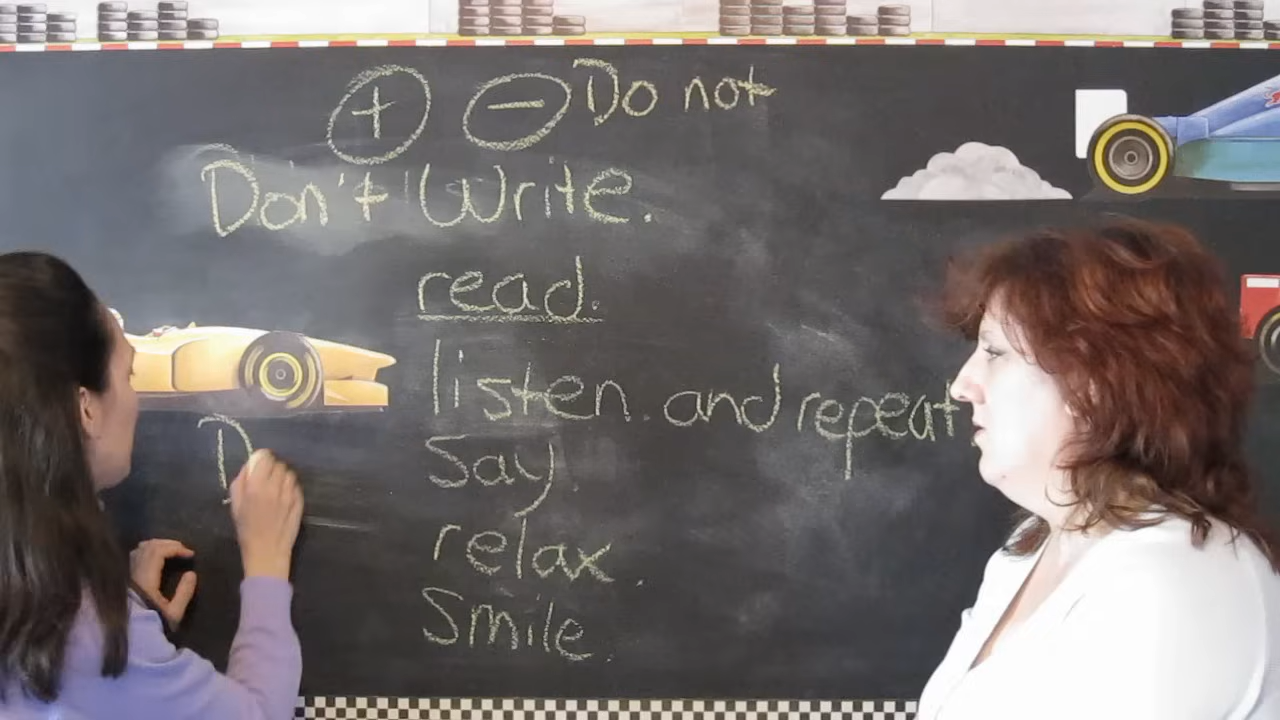 + - Do not
Don't Write.
read.
listen. and repeat
D Say.
relax.
Smile.